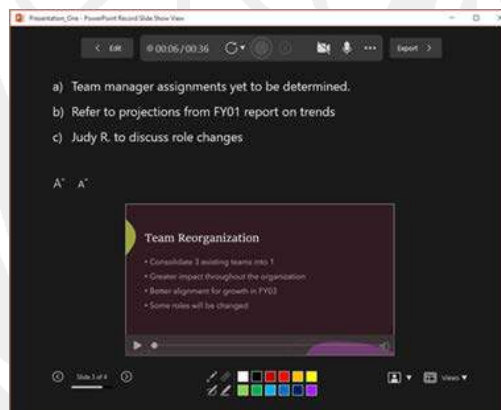 Presentation_One - PowerPoint Record Slide Show View
< Edit
00:06/00:36
Export >
a) Team manager assignments yet to be determined.
b) Refer to projections from FY01 report on trends
c) Judy R. to discuss role changes
A˄ A˅
Team Reorganization
• Consolidate 3 existing teams into 1
• Greater impact throughout the organization
• Better alignment for growth in FY03
• Some roles will be changed
Slide 3 of 4
Views